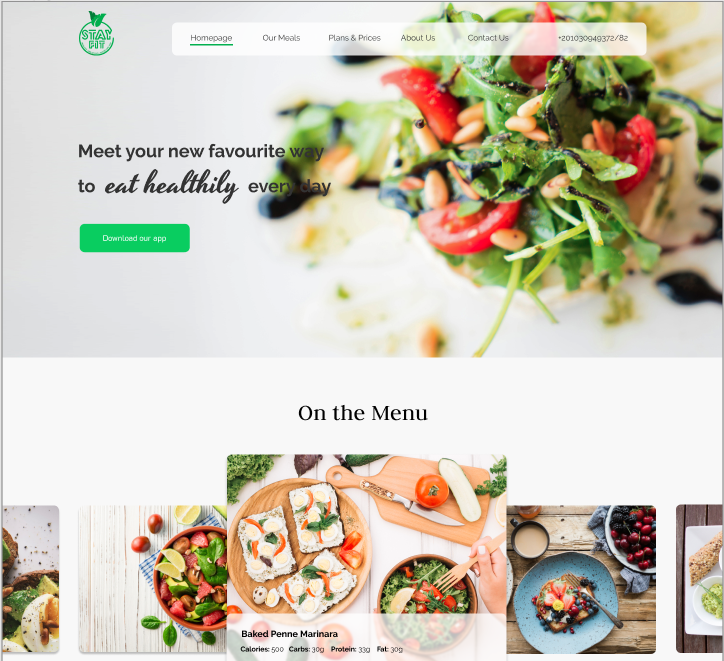 STAY
FIT
Homepage Our Meals Plans & Prices About Us Contact Us +201030949372/82
Meet your new favourite way
to eat healthily every day
Download our app
On the Menu
Baked Penne Marinara
Calories: 500 Carbs: 30g Protein: 33g Fat: 30g